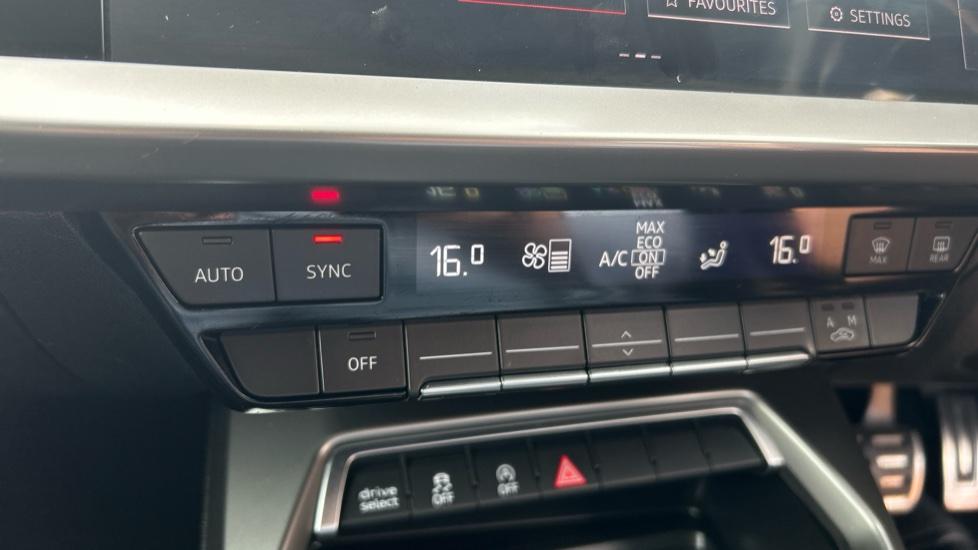 FAVOURITES
SETTINGS
AUTO
SYNC
16.0
A/C
MAX
ECO
ON
OFF
16.0
MAX
REAR
OFF
A M
drive
select
OFF
OFF